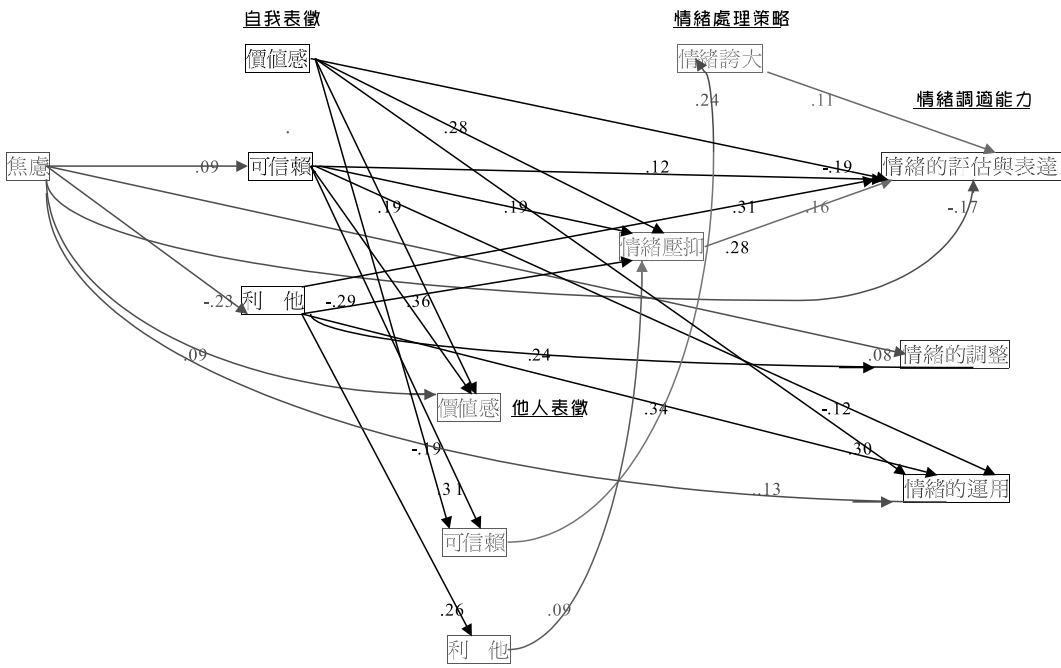 自我表徵
情緒處理策略
價值感
情緒誇大
.24
.11
情緒調適能力
.28
焦慮
.09
可信賴
.12
-.19
情緒的評估與表達
.19
.19
.31
.16
-.17
情緒壓抑
.28
-.23
利 他
-.29
.36
.09
.24
.08
情緒的調整
價值感
他人表徵
.34
-.12
-.19
.30
.31
..13
情緒的運用
可信賴
.26
.09
利 他